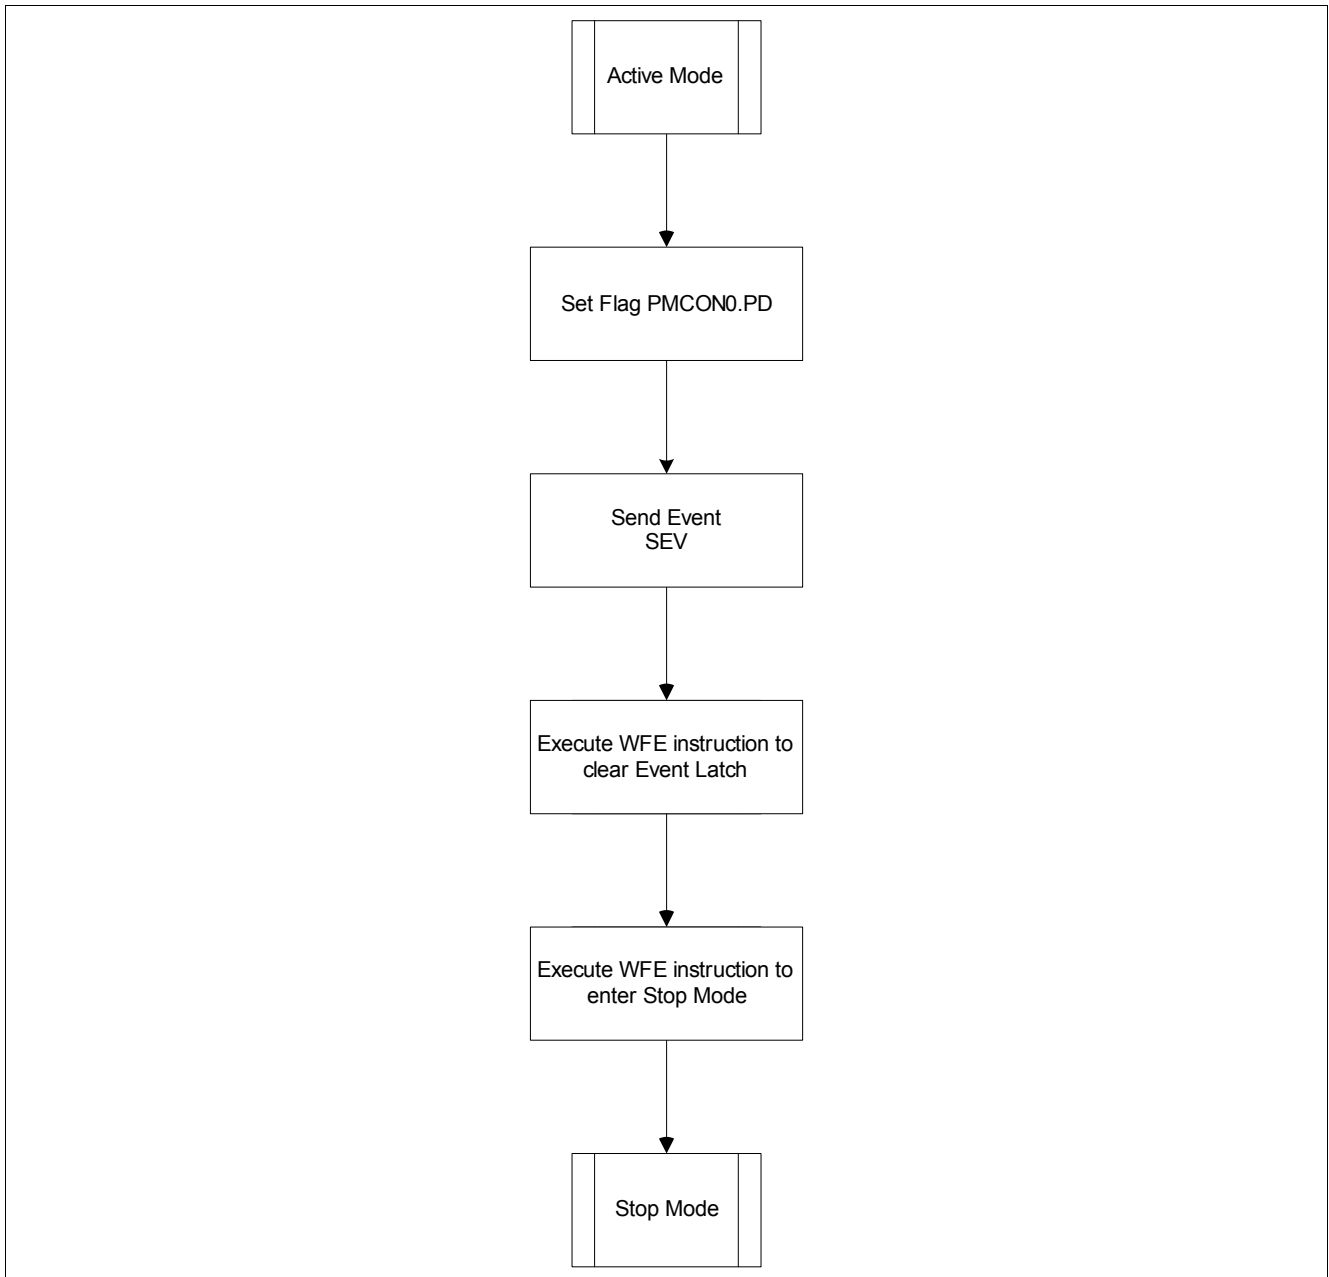 Active Mode
Set Flag PMCON0.PD
Send Event
SEV
Execute WFE instruction to
clear Event Latch
Execute WFE instruction to
enter Stop Mode
Stop Mode